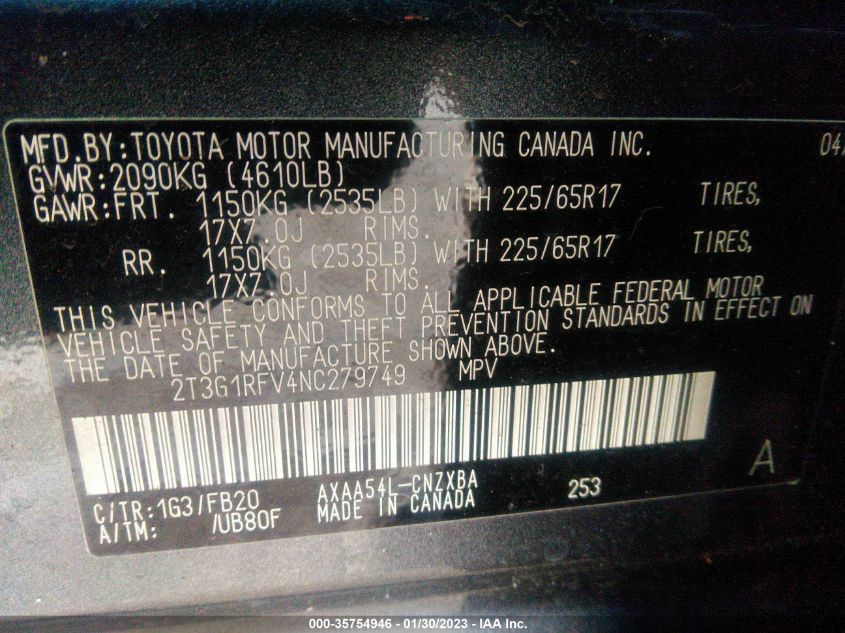 MFD.BY:TOYOTA MOTOR MANUFACTURING CANADA INC. 04/
GVWR:2090KG (4610LB)
GAWR:FRT. 1150KG (2535LB) WITH 225/65R17 TIRES,
17X7.0J RIMS.
RR. 1150KG (2535LB) WITH 225/65R17 TIRES,
17X7.0J RIMS.
THIS VEHICLE CONFORMS TO ALL APPLICABLE FEDERAL MOTOR
VEHICLE SAFETY AND THEFT PREVENTION STANDARDS IN EFFECT ON
THE DATE OF MANUFACTURE SHOWN ABOVE.
2T3G1RFV4NC279749 MPV
A
C/TR:1G3/FB20 AXAA54L-CNZXBA 253
A/TM: /UB80F MADE IN CANADA
000-35754946 - 01/30/2023 - IAA Inc.